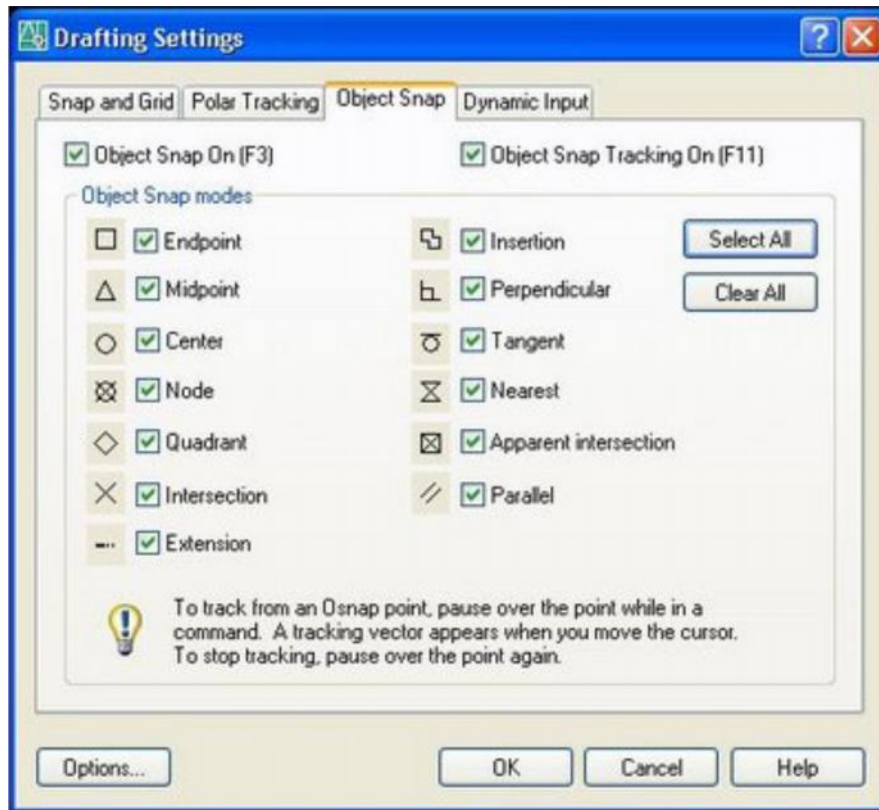 Drafting Settings
Snap and Grid
Polar Tracking
Object Snap
Dynamic Input
Object Snap On (F3)
Object Snap Tracking On (F11)
Object Snap modes
Endpoint
Midpoint
Center
Node
Quadrant
Intersection
Extension
Insertion
Perpendicular
Tangent
Nearest
Apparent intersection
Parallel
Select All
Clear All
To track from an Osnap point, pause over the point while in a
command. A tracking vector appears when you move the cursor.
To stop tracking, pause over the point again.
Options...
OK
Cancel
Help